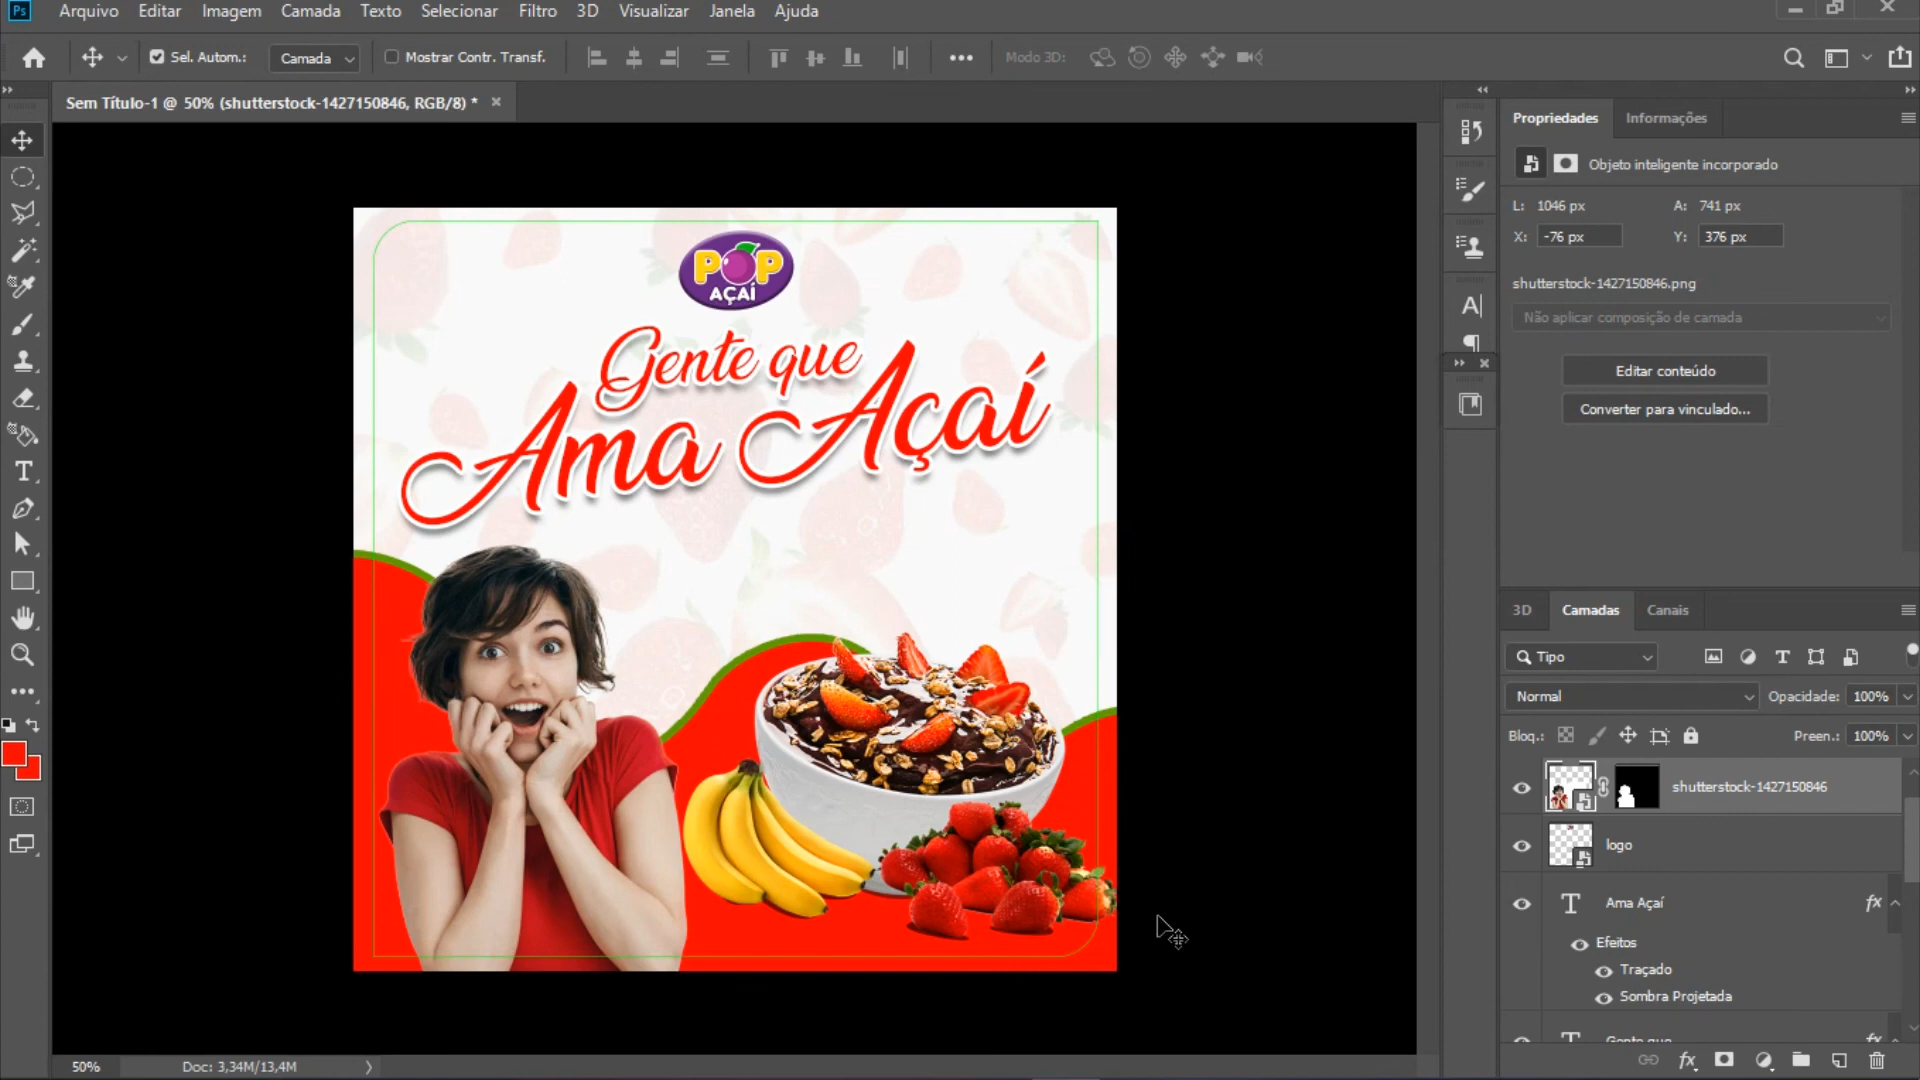 Ps Arquivo Editar Imagem Camada Texto Selecionar Filtro 3D Visualizar Janela Ajuda
Sel. Autom.: Camada Mostrar Contr. Transf. Modo 3D:
Sem Título-1 @ 50% (shutterstock-1427150846, RGB/8) *
POP
AÇAÍ
Gente que
Ama Açaí
50% Doc: 3,34M/13,4M
Propriedades Informações
Objeto inteligente incorporado
L: 1046 px A: 741 px
X: -76 px Y: 376 px
shutterstock-1427150846.png
Não aplicar composição de camada
Editar conteúdo
Converter para vinculado...
3D Camadas Canais
Tipo
Normal Opacidade: 100%
Bloq.: Preen.: 100%
shutterstock-1427150846
logo
Ama Açaí fx
Efeitos
Traçado
Sombra Projetada
Gente que fx
fx